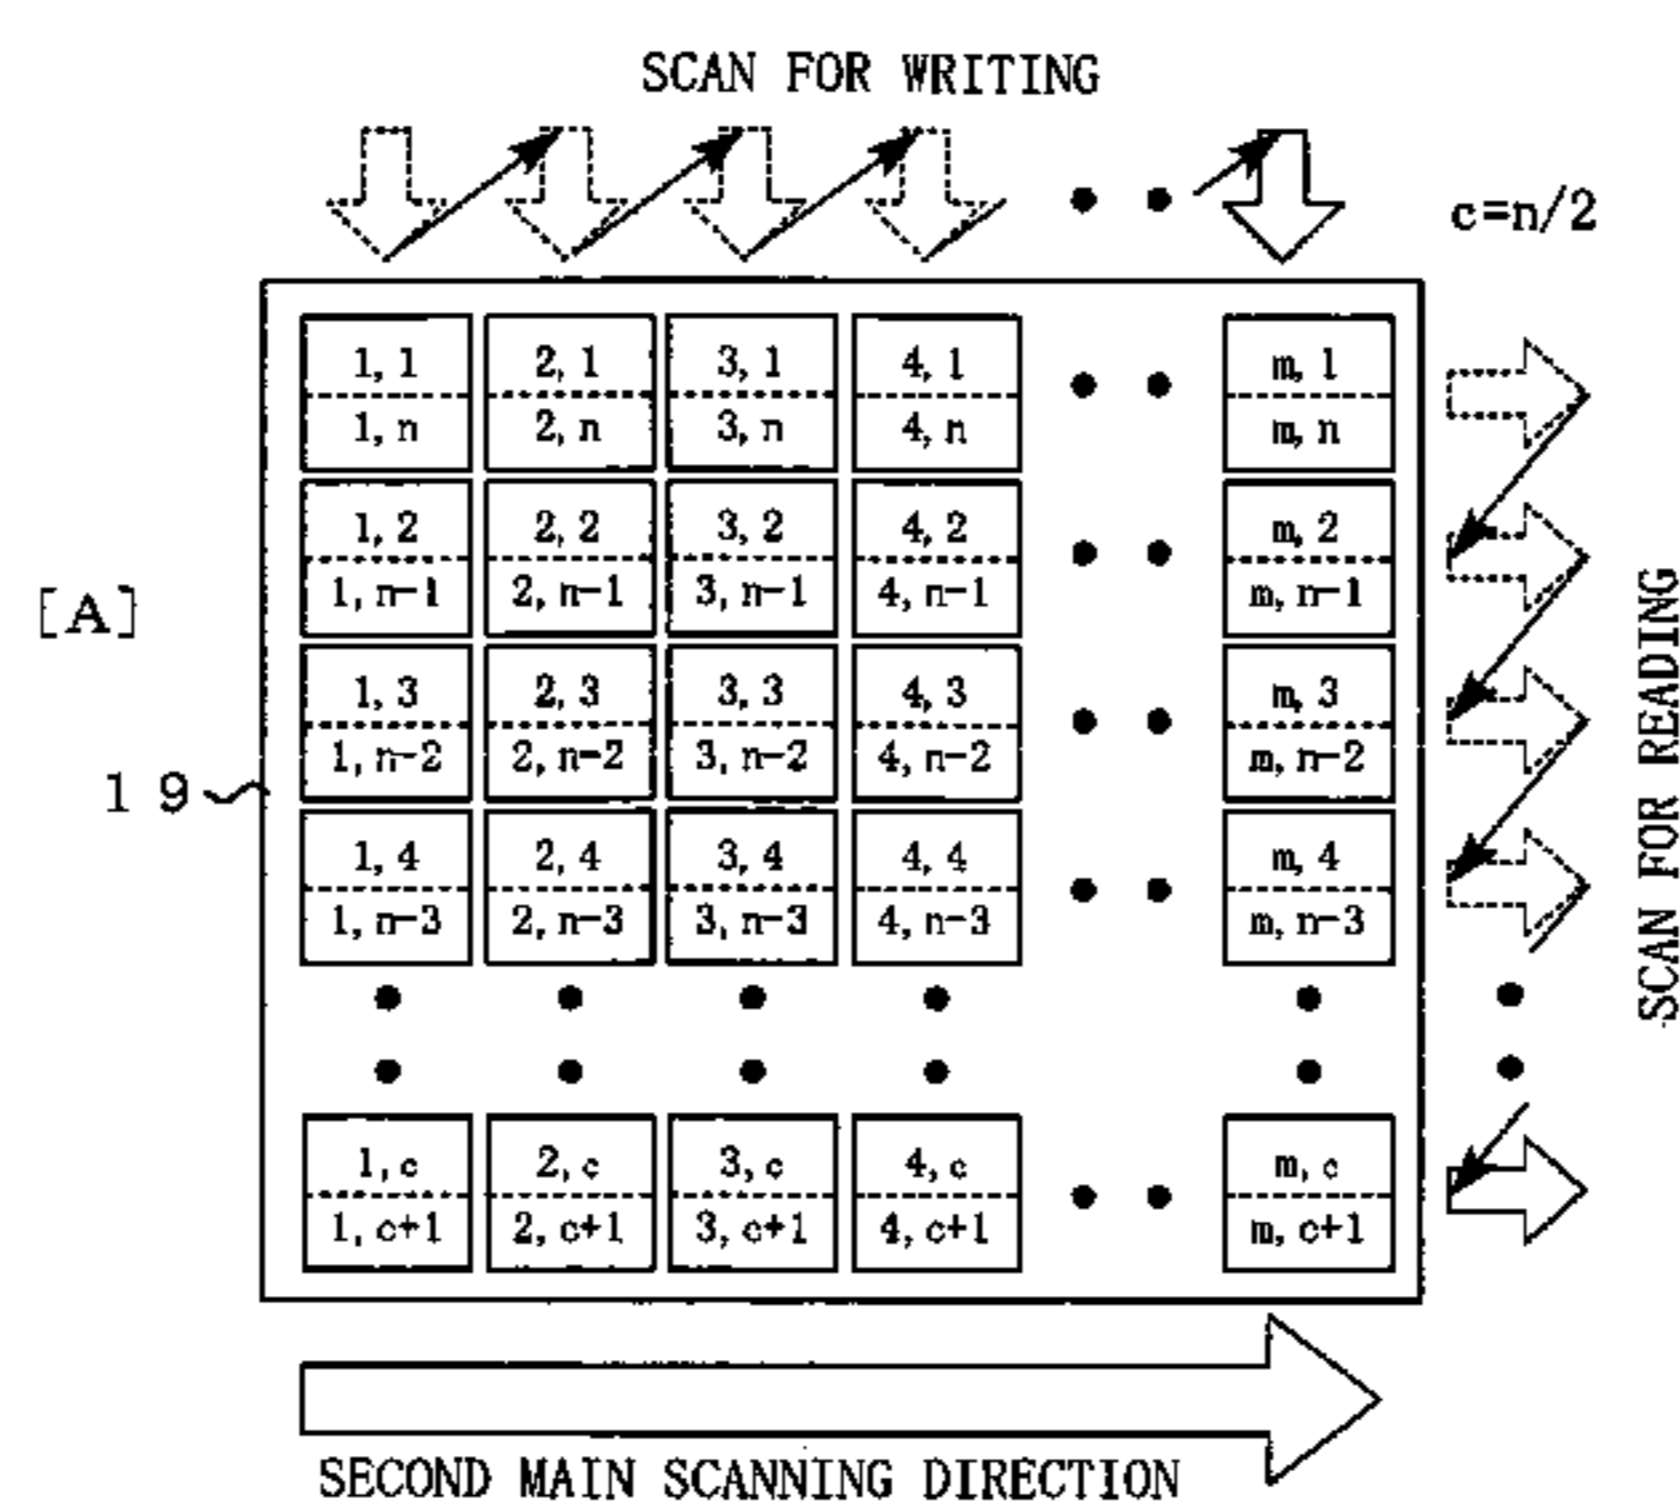 SCAN FOR WRITING
c=n/2
1, 1 2, 1 3, 1 4, 1 m, 1
1, n 2, n 3, n 4, n m, n
1, 2 2, 2 3, 2 4, 2 m, 2
1, n-1 2, n-1 3, n-1 4, n-1 m, n-1
[A]
1, 3 2, 3 3, 3 4, 3 m, 3
1, n-2 2, n-2 3, n-2 4, n-2 m, n-2
19
1, 4 2, 4 3, 4 4, 4 m, 4
1, n-3 2, n-3 3, n-3 4, n-3 m, n-3
SCAN FOR READING
1, c 2, c 3, c 4, c m, c
1, c+1 2, c+1 3, c+1 4, c+1 m, c+1
SECOND MAIN SCANNING DIRECTION